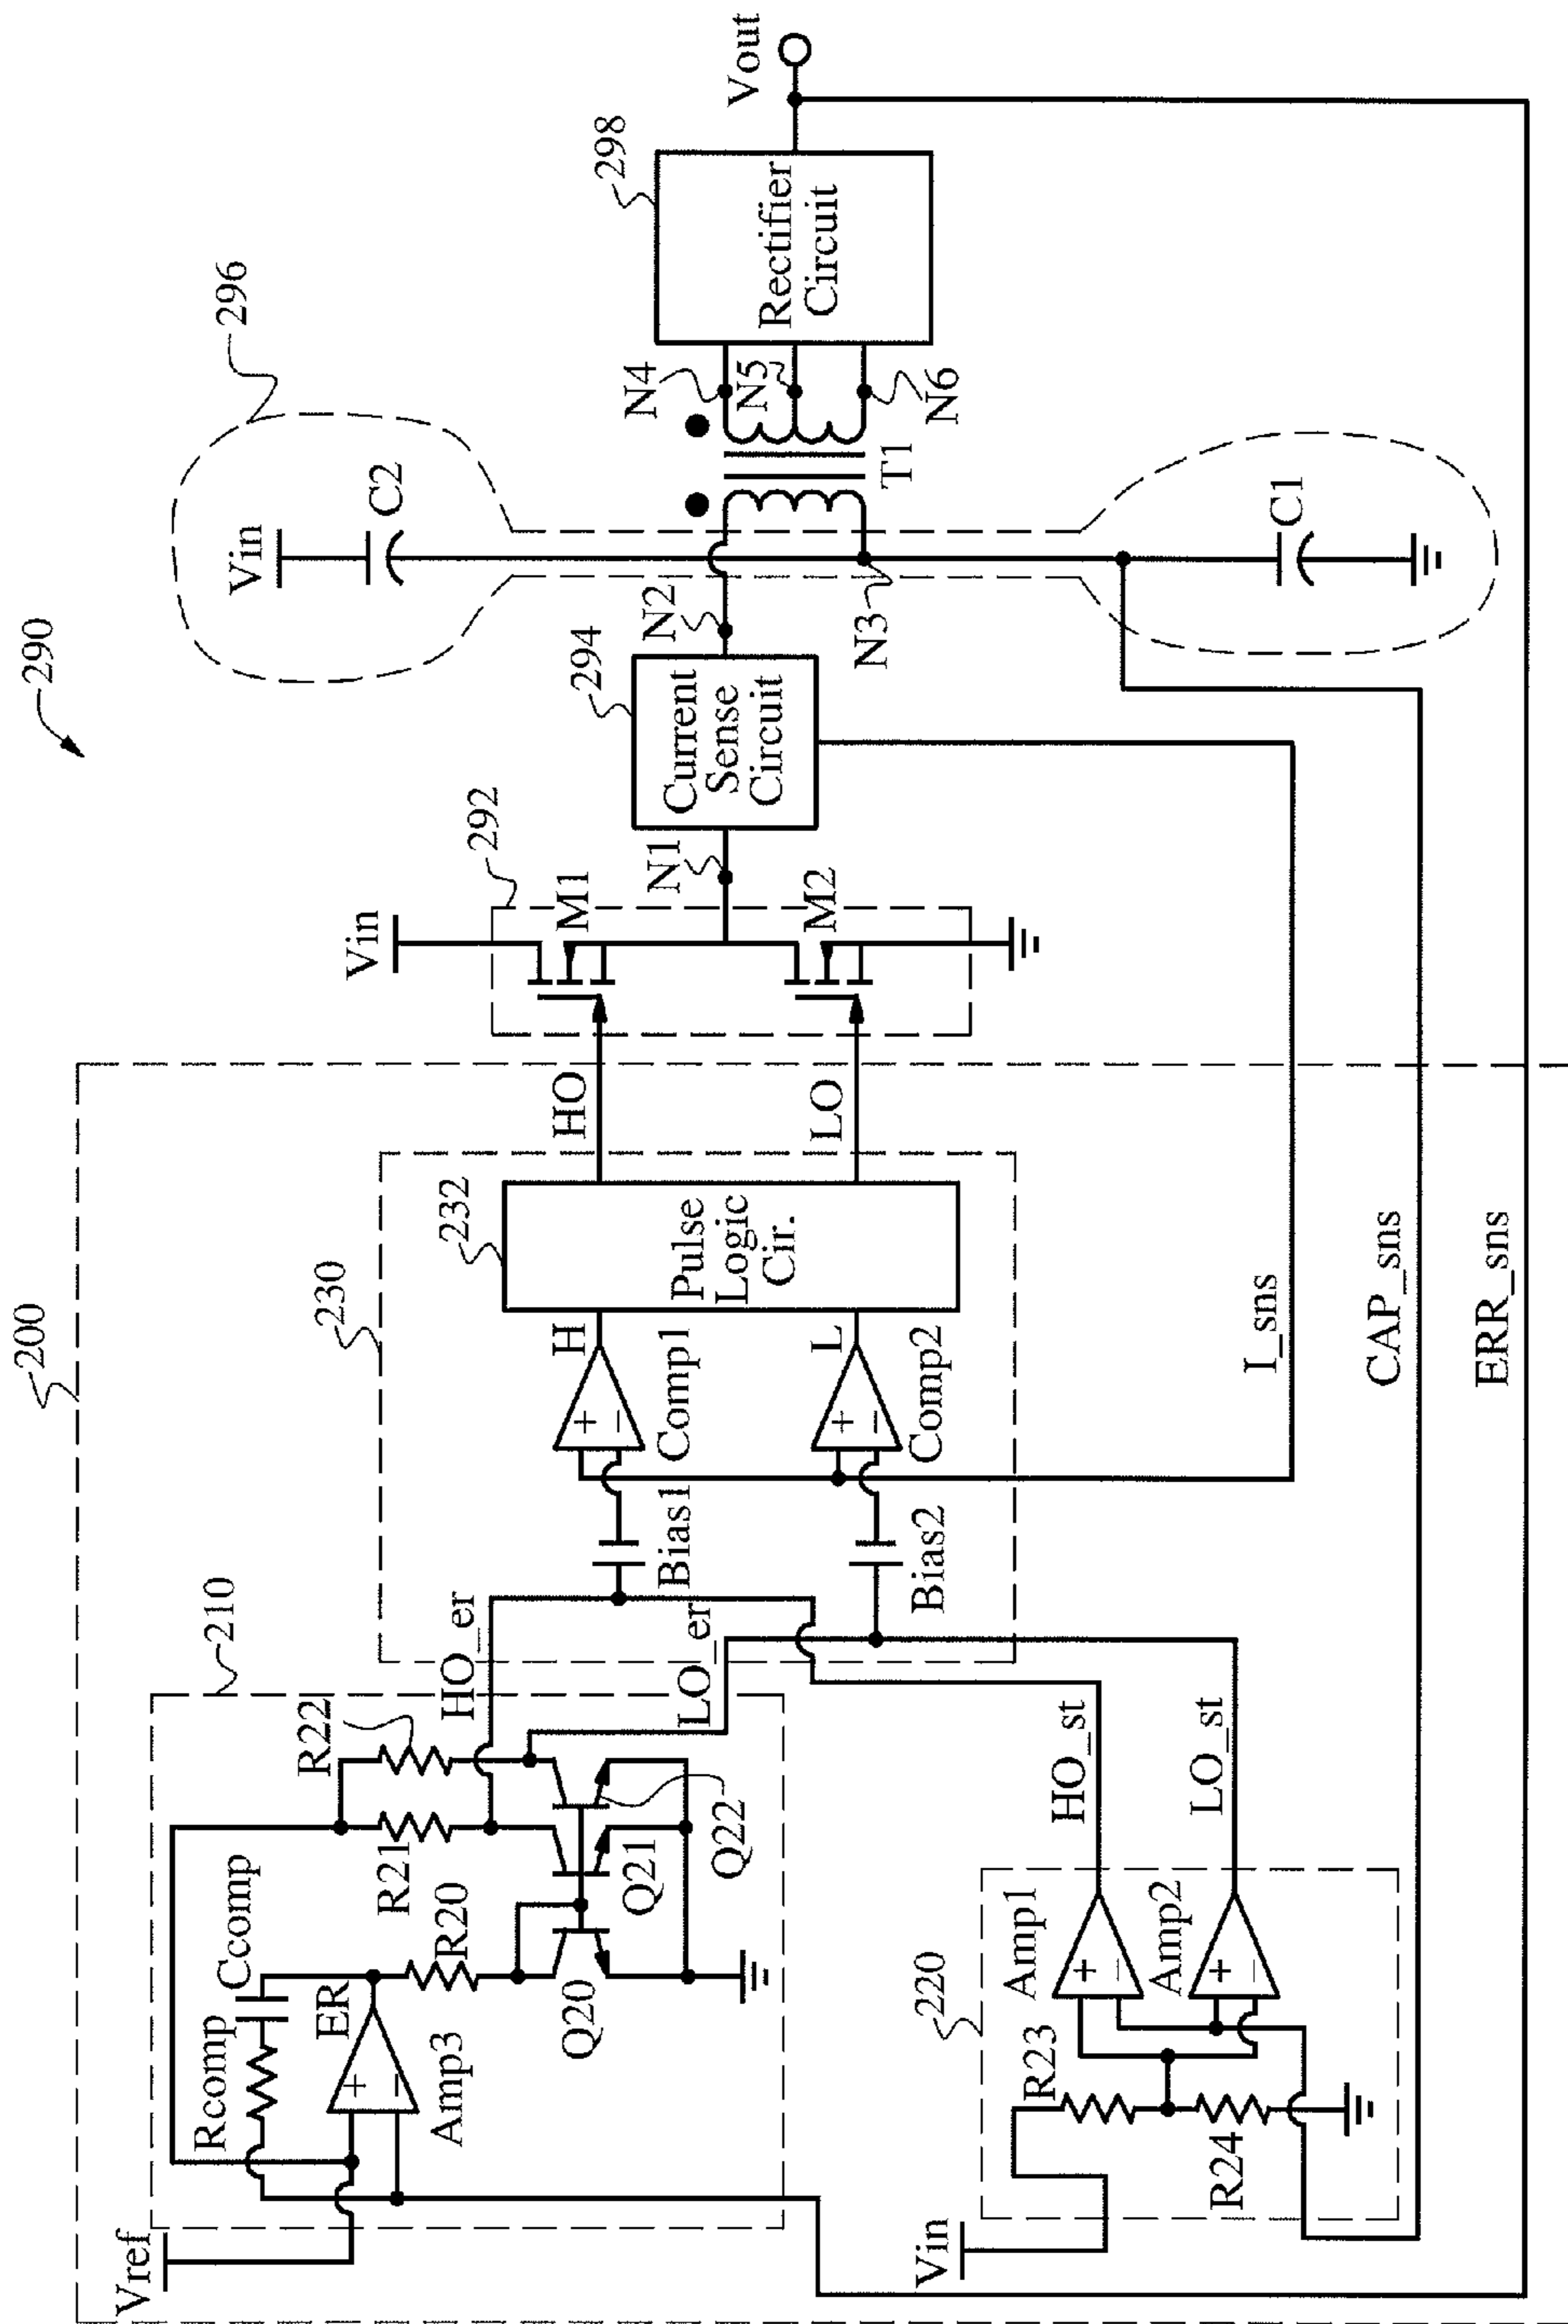 290
200
Vref
210
Rcomp
Ccomp
R21
R22
ER
Amp3
R20
Q20
Q21
Q22
HO_er
LO_er
230
Bias1
Bias2
+
−
Comp1
+
−
Comp2
H
L
232
Pulse
Logic
Cir.
HO
LO
Vin
292
M1
M2
N1
294
Current
Sense
Circuit
N2
Vin
C2
296
N3
T1
C1
N4
N5
N6
298
Rectifier
Circuit
Vout
Vin
220
R23
R24
Amp1
Amp2
+
−
+
−
+
−
HO_st
LO_st
I_sns
CAP_sns
ERR_sns